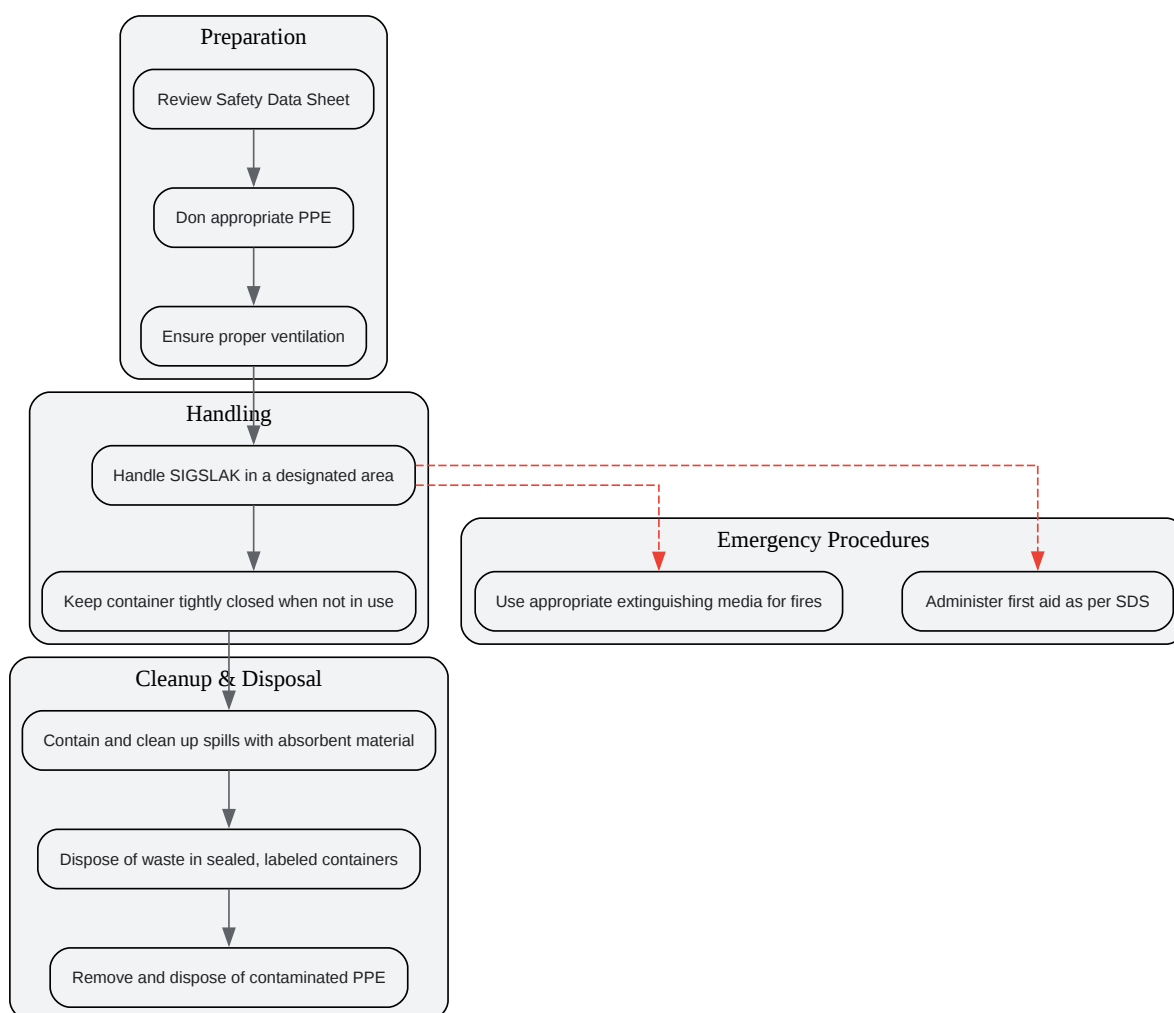 Preparation
Review Safety Data Sheet
Don appropriate PPE
Ensure proper ventilation
Handling
Handle SIGSLAK in a designated area
Keep container tightly closed when not in use
Emergency Procedures
Use appropriate extinguishing media for fires
Administer first aid as per SDS
Cleanup & Disposal
Contain and clean up spills with absorbent material
Dispose of waste in sealed, labeled containers
Remove and dispose of contaminated PPE